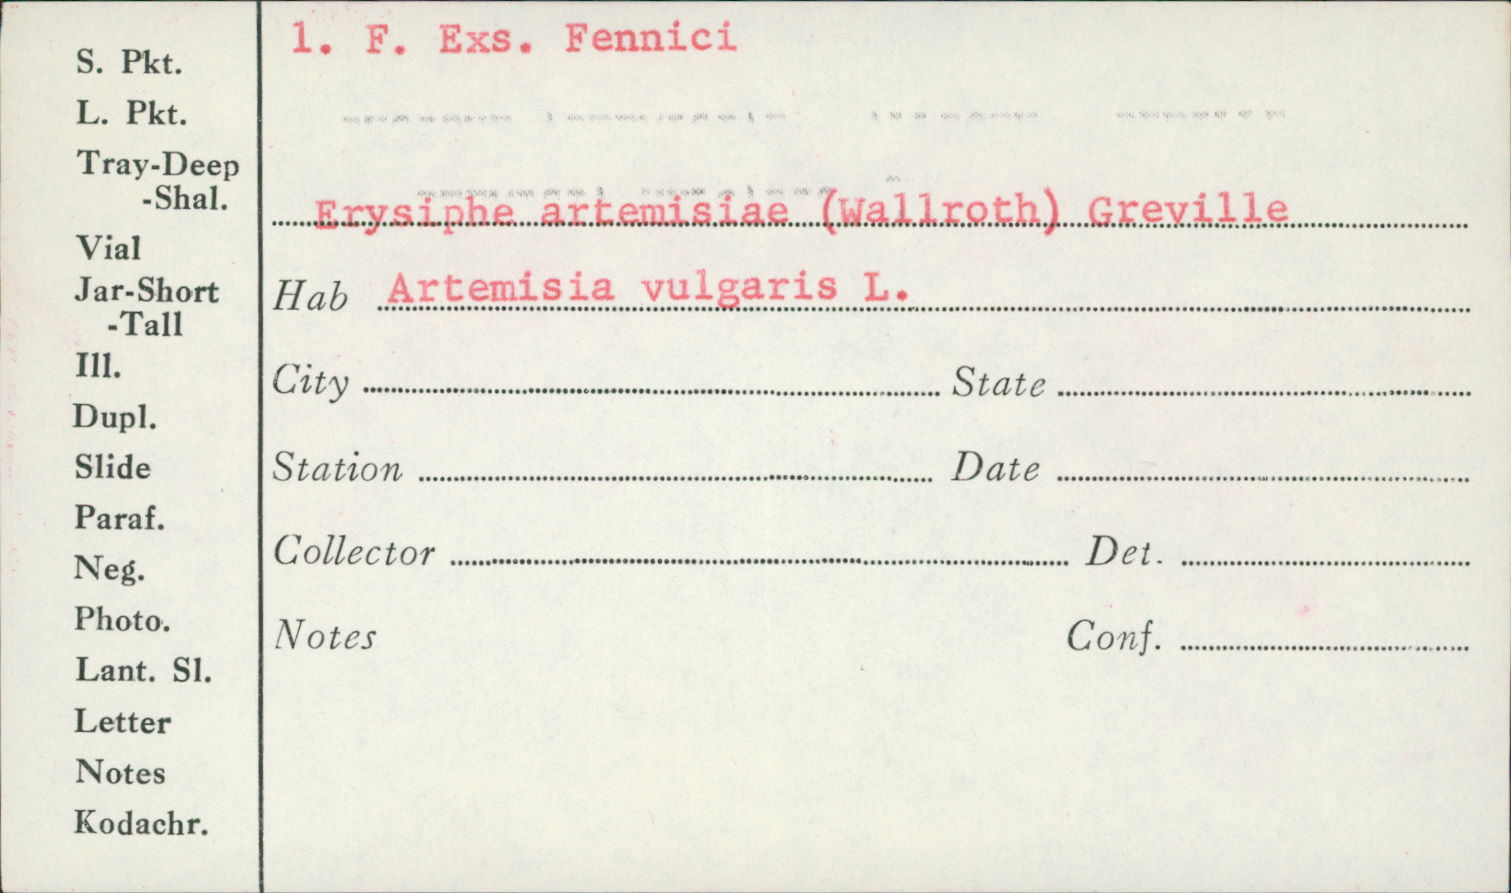 1. F. Exs. Fennici
Erysiphe artemisiae (Wallroth) Greville
Hab Artemisia vulgaris L.
City State
Station Date
Collector Det.
Notes Conf.
S. Pkt.
L. Pkt.
Tray-Deep
-Shal.
Vial
Jar-Short
-Tall
Ill.
Dupl.
Slide
Paraf.
Neg.
Photo.
Lant. Sl.
Letter
Notes
Kodachr.